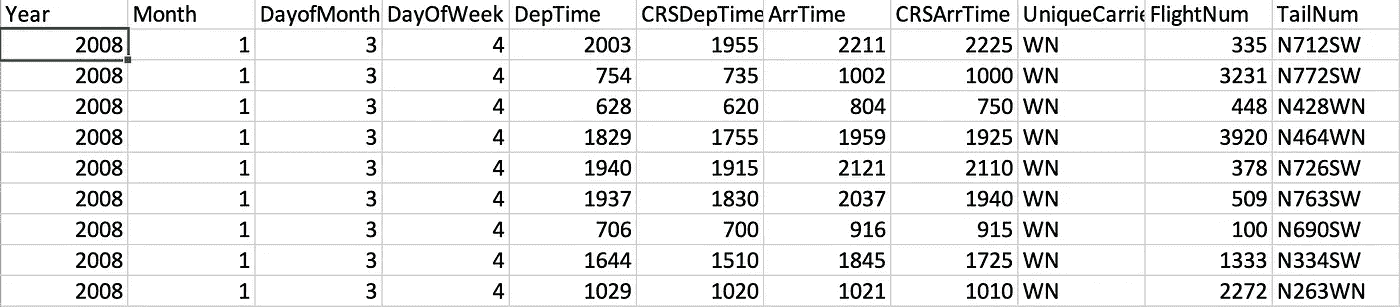 Year Month DayofMonth DayOfWeek DepTime CRSDepTime ArrTime CRSArrTime UniqueCarrie FlightNum TailNum
2008 1 3 4 2003 1955 2211 2225 WN 335 N712SW
2008 1 3 4 754 735 1002 1000 WN 3231 N772SW
2008 1 3 4 628 620 804 750 WN 448 N428WN
2008 1 3 4 1829 1755 1959 1925 WN 3920 N464WN
2008 1 3 4 1940 1915 2121 2110 WN 378 N726SW
2008 1 3 4 1937 1830 2037 1940 WN 509 N763SW
2008 1 3 4 706 700 916 915 WN 100 N690SW
2008 1 3 4 1644 1510 1845 1725 WN 1333 N334SW
2008 1 3 4 1029 1020 1021 1010 WN 2272 N263WN